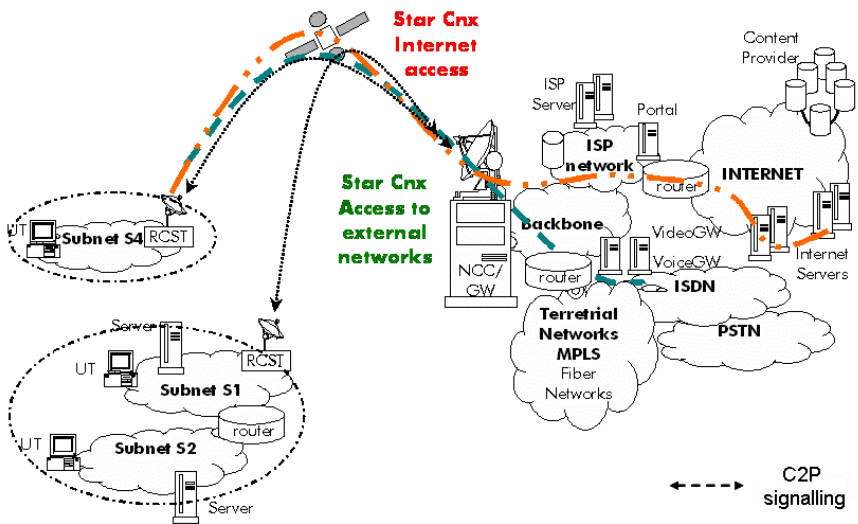 Star Cnx
Internet
access
Content
Provider
ISP
Server
Portal
ISP
network
INTERNET
router
Star Cnx
Access to
external
networks
UT
Subnet S4
RCST
Backbone
VideoGW
VoiceGW
Internet
Servers
NCC/
GW
router
ISDN
Terretrial
Networks
MPLS
Fiber
Networks
PSTN
Server
RCST
UT
Subnet S1
router
UT
Subnet S2
Server
C2P
signalling